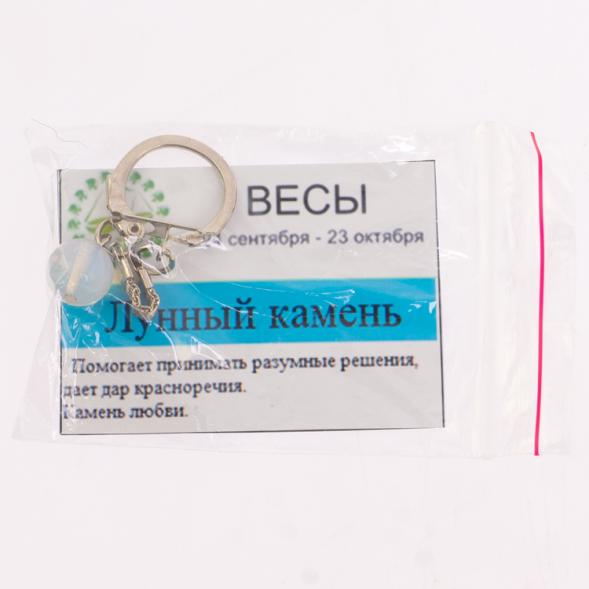 ВЕСЫ
сентября - 23 октября
Лунный камень
Помогает принимать разумные решения,
дает дар красноречия.
Камень любви.